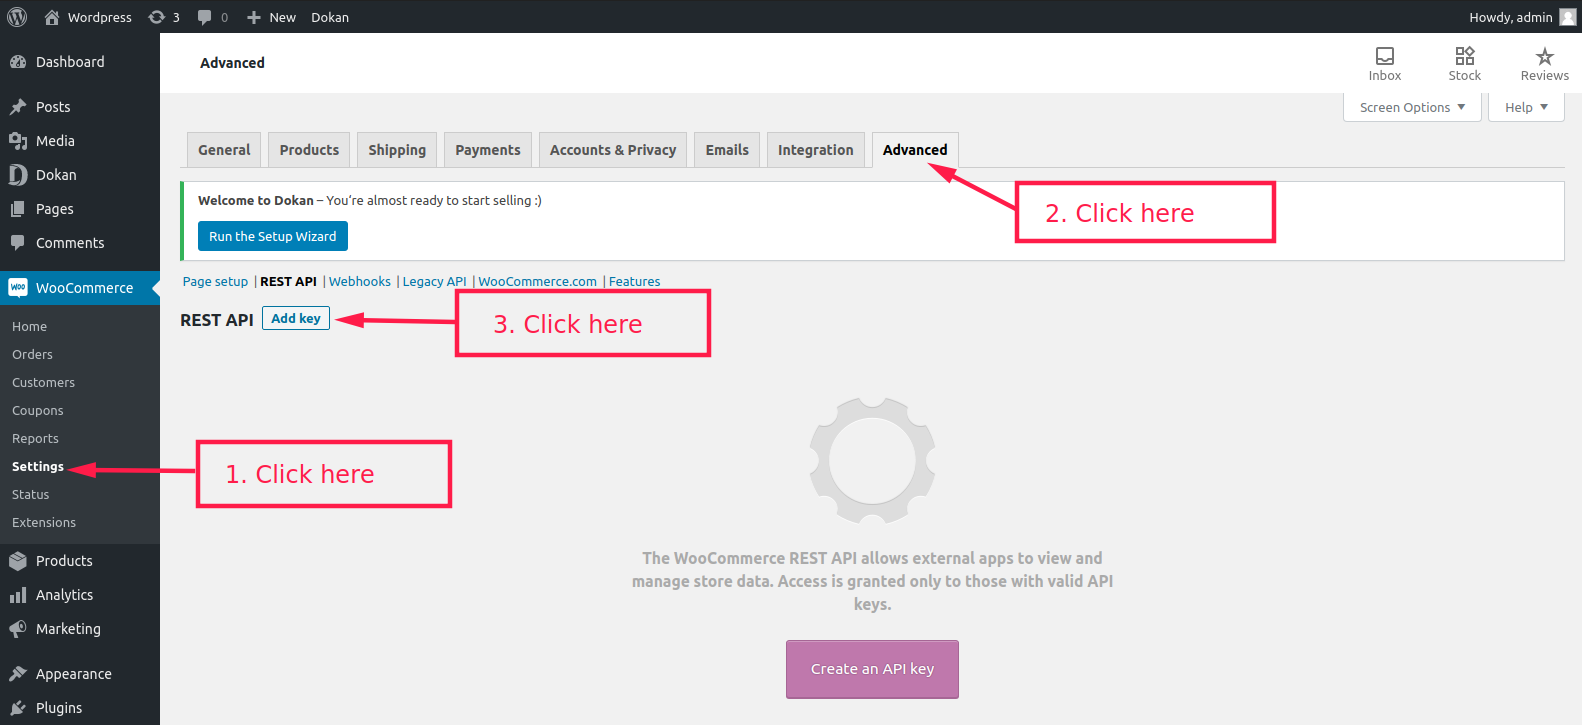 Wordpress 3 0 New Dokan Howdy, admin
Dashboard
Posts
Media
Dokan
Pages
Comments
WOO WooCommerce
Home
Orders
Customers
Coupons
Reports
Settings
Status
Extensions
Products
Analytics
Marketing
Appearance
Plugins
Advanced
Inbox Stock Reviews
Screen Options Help
General Products Shipping Payments Accounts & Privacy Emails Integration Advanced
Welcome to Dokan – You're almost ready to start selling :)
Run the Setup Wizard
2. Click here
Page setup | REST API | Webhooks | Legacy API | WooCommerce.com | Features
REST API Add key
3. Click here
1. Click here
The WooCommerce REST API allows external apps to view and
manage store data. Access is granted only to those with valid API
keys.
Create an API key